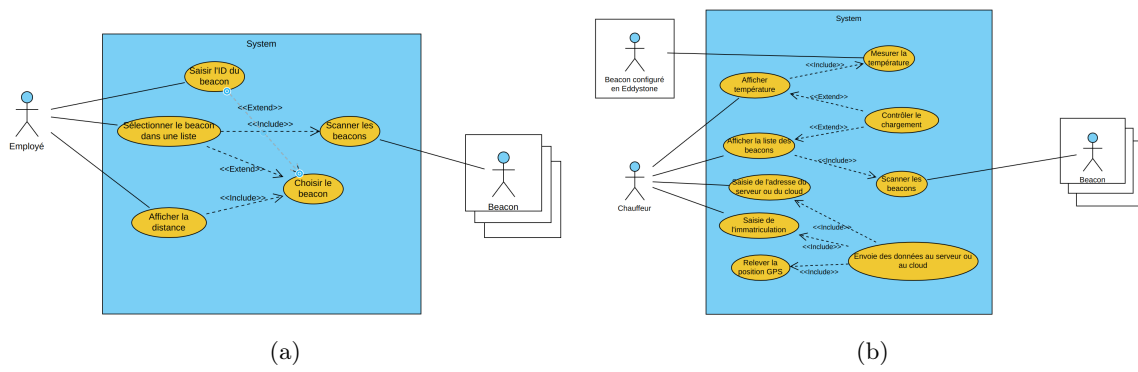 System
Saisir l'ID du
beacon
<<Extend>>
Employé
Sélectionner le beacon
dans une liste
<<Include>>
Scanner les
beacons
<<Extend>>
Choisir le
beacon
<<Include>>
Afficher la
distance
Beacon
(a)
System
Beacon configuré
en Eddystone
Mesurer la
température
<<Include>>
Afficher
température
<<Extend>>
Contrôler le
chargement
<<Extend>>
Afficher la liste des
beacons
<<Include>>
Scanner les
beacons
Beacon
Chauffeur
Saisie de l'adresse du
serveur ou du cloud
Saisie de
l'immatriculation
<<Include>>
<<Include>>
Envoie des données au serveur ou
au cloud
Relever la
position GPS
<<Include>>
(b)